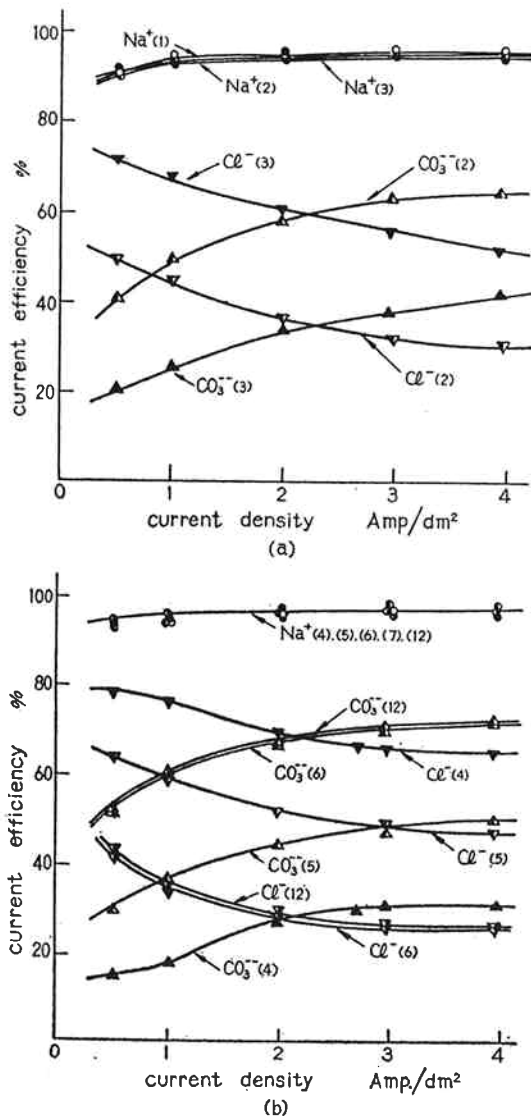 100
Na⁺(1)
Na⁺(2)
Na⁺(3)
80
Cl⁻(3)
CO₃⁻⁻(2)
60
40
CO₃⁻⁻(3)
Cl⁻(2)
20
current efficiency %
0 1 2 3 4
current density Amp/dm²
(a)
100
Na⁺(4),(5),(6),(7),(12)
80
CO₃⁻⁻(12)
CO₃⁻⁻(6)
Cl⁻(4)
60
CO₃⁻⁻(5)
Cl⁻(5)
40
Cl⁻(12)
Cl⁻(6)
CO₃⁻⁻(4)
20
current efficiency %
0 1 2 3 4
current density Amp./dm²
(b)